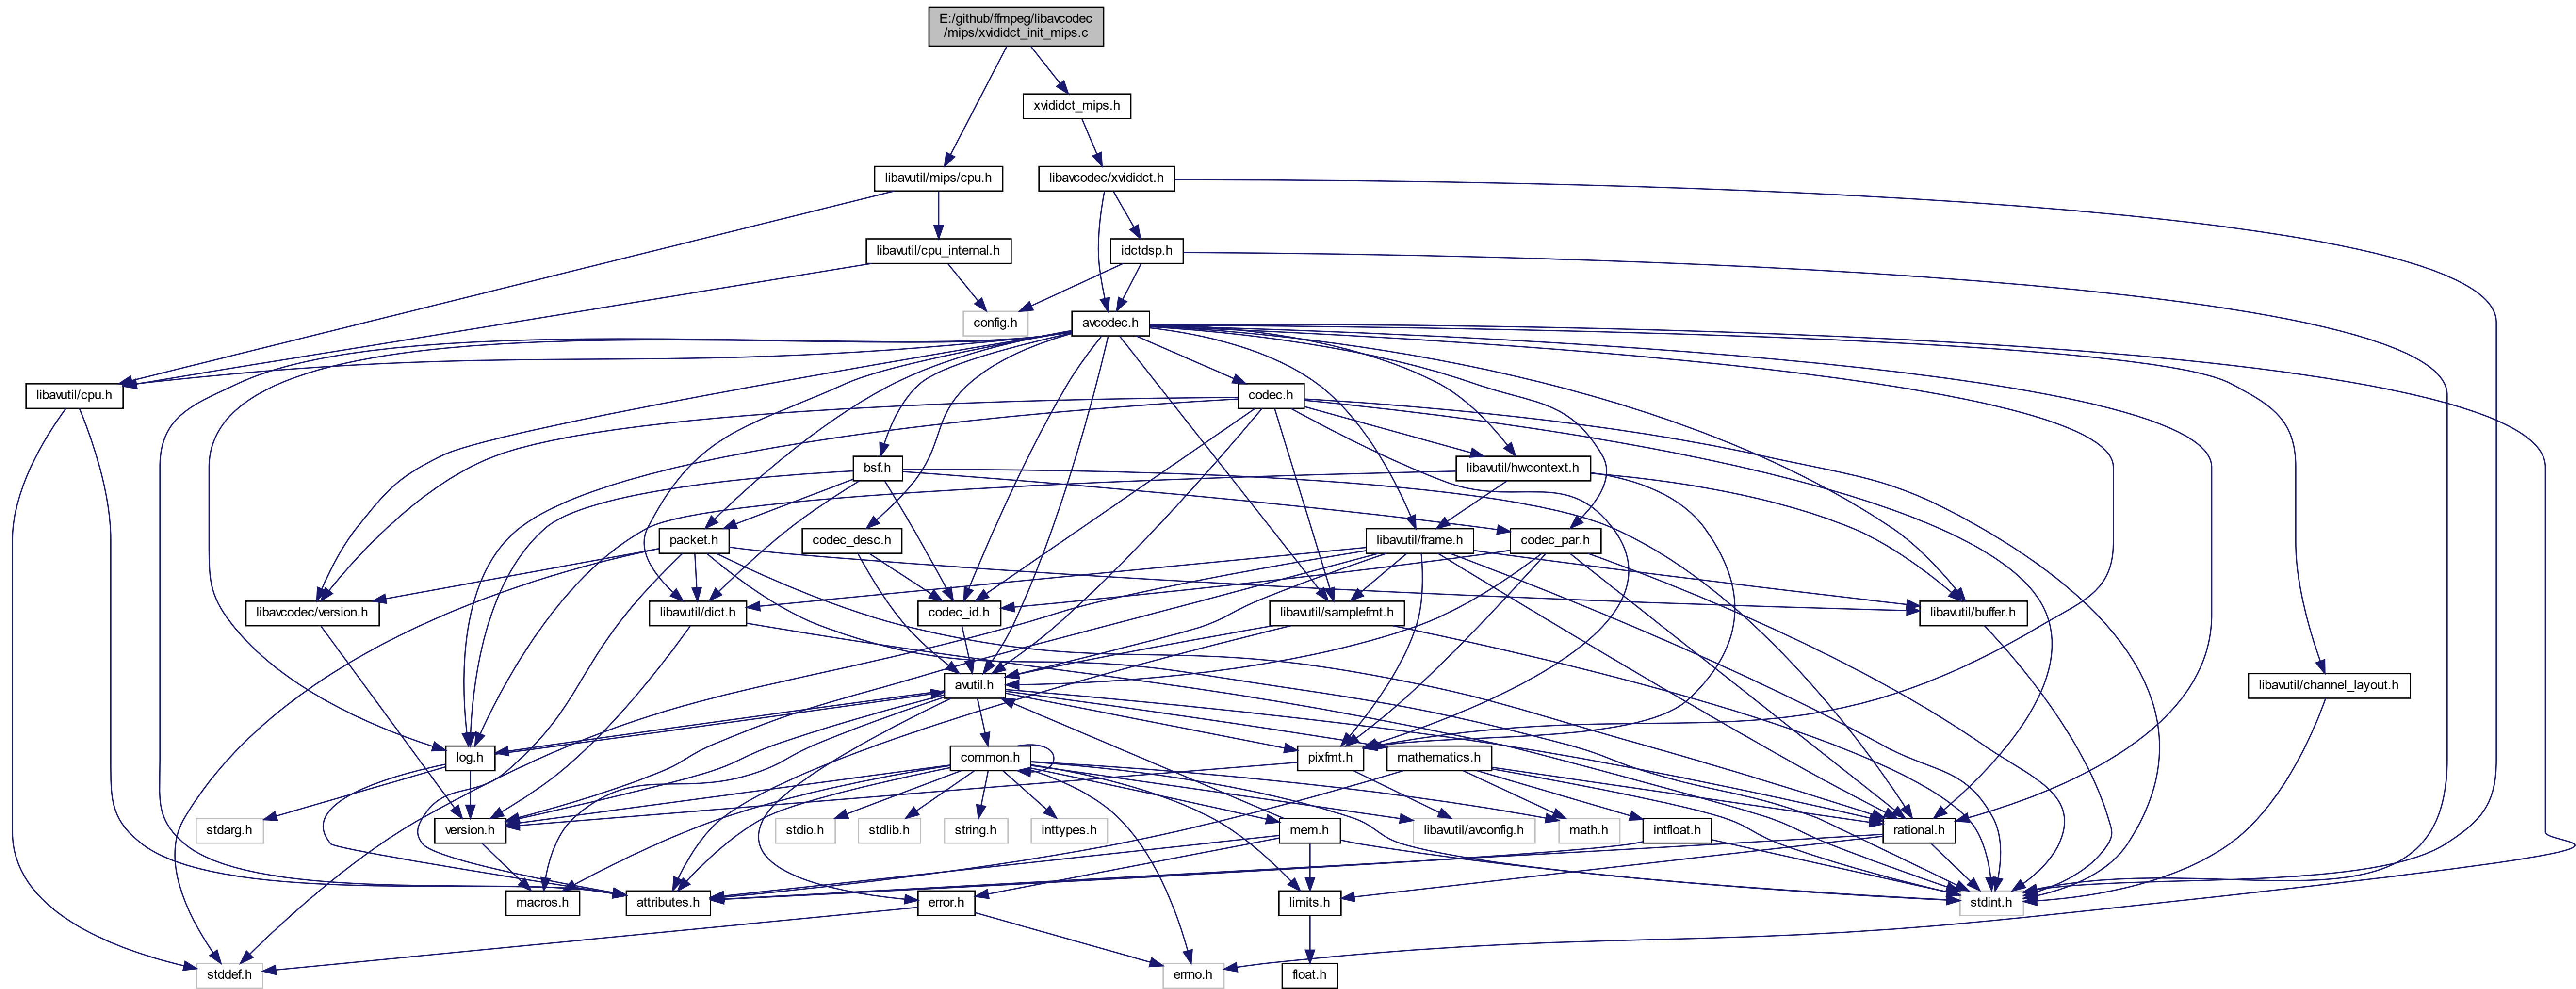 E:/github/ffmpeg/libavcodec
/mips/xvididct_init_mips.c
xvididct_mips.h
libavutil/mips/cpu.h
libavcodec/xvididct.h
libavutil/cpu_internal.h
idctdsp.h
config.h
avcodec.h
libavutil/cpu.h
codec.h
bsf.h
libavutil/hwcontext.h
packet.h
codec_desc.h
libavutil/frame.h
codec_par.h
libavcodec/version.h
libavutil/dict.h
codec_id.h
libavutil/samplefmt.h
libavutil/buffer.h
avutil.h
libavutil/channel_layout.h
log.h
common.h
pixfmt.h
mathematics.h
stdarg.h
version.h
stdio.h
stdlib.h
string.h
inttypes.h
mem.h
libavutil/avconfig.h
math.h
intfloat.h
rational.h
macros.h
attributes.h
error.h
limits.h
stdint.h
stddef.h
errno.h
float.h